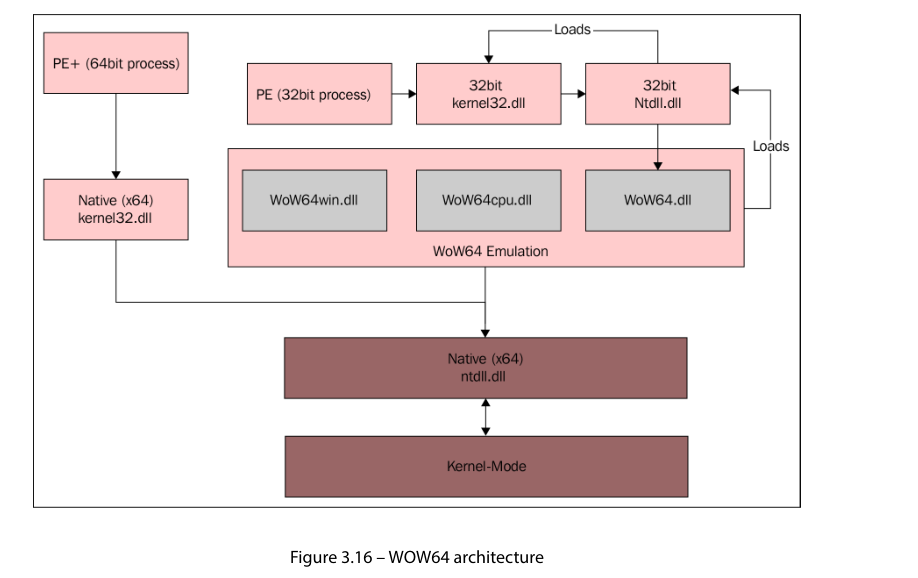 Loads
PE+ (64bit process)
PE (32bit process)
32bit
kernel32.dll
32bit
Ntdll.dll
Loads
Native (x64)
kernel32.dll
WoW64win.dll
WoW64cpu.dll
WoW64.dll
WoW64 Emulation
Native (x64)
ntdll.dll
Kernel-Mode
Figure 3.16 – WOW64 architecture